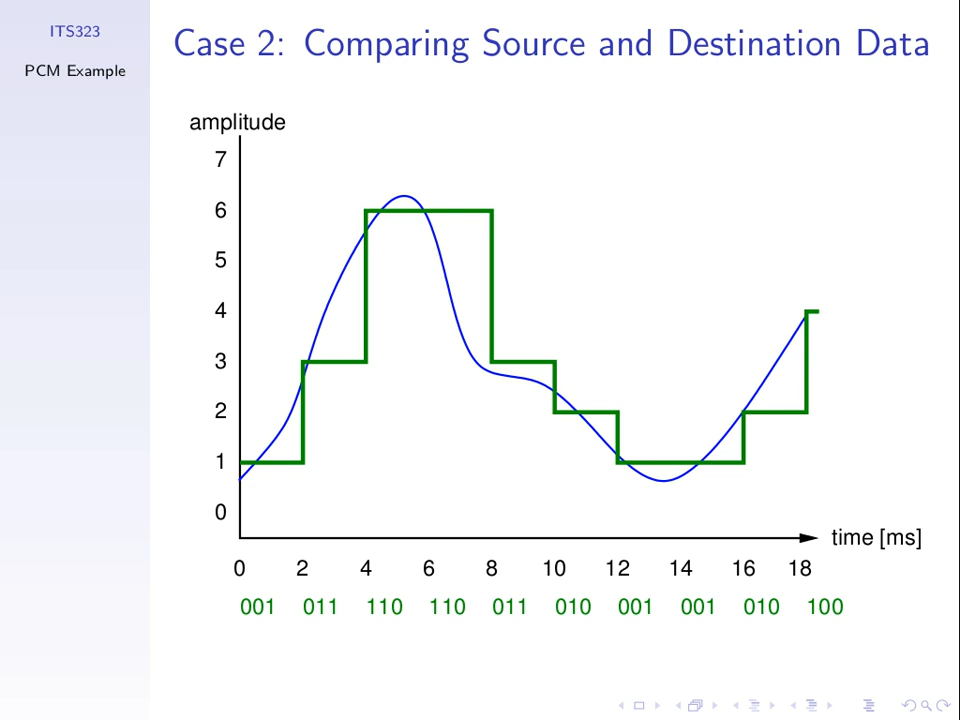 ITS323
PCM Example
Case 2: Comparing Source and Destination Data
amplitude
7
6
5
4
3
2
1
0
time [ms]
0 2 4 6 8 10 12 14 16 18
001 011 110 110 011 010 001 001 010 100